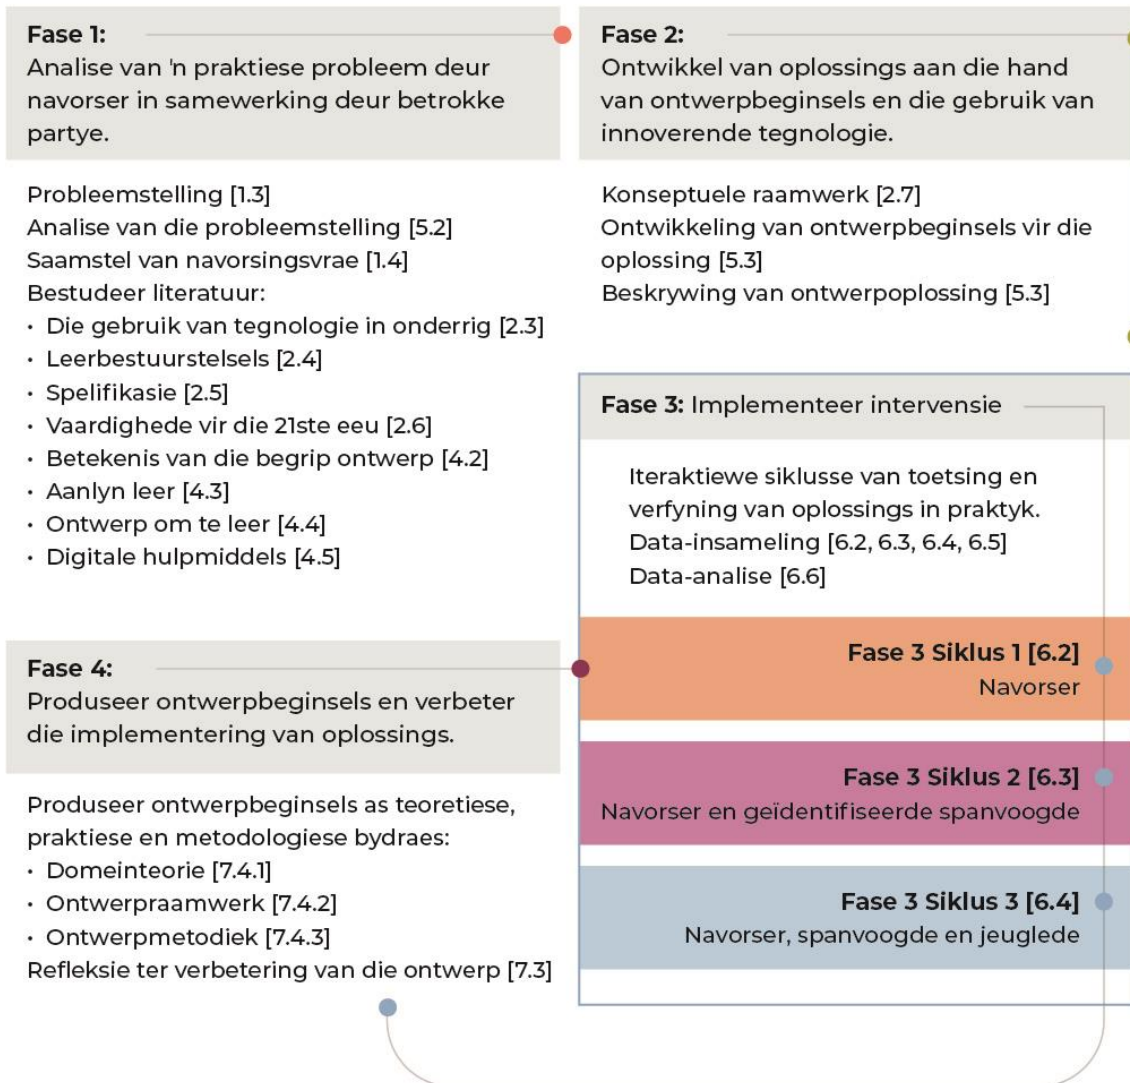 Fase 1:
Analise van 'n praktiese probleem deur
navorser in samewerking deur betrokke
partye.
Probleemstelling [1.3]
Analise van die probleemstelling [5.2]
Saamstel van navorsingsvrae [1.4]
Bestudeer literatuur:
• Die gebruik van tegnologie in onderrig [2.3]
• Leerbestuurstelsels [2.4]
• Spelifikasie [2.5]
• Vaardighede vir die 21ste eeu [2.6]
• Betekenis van die begrip ontwerp [4.2]
• Aanlyn leer [4.3]
• Ontwerp om te leer [4.4]
• Digitale hulpmiddels [4.5]
Fase 2:
Ontwikkel van oplossings aan die hand
van ontwerpbeginsels en die gebruik van
innoverende tegnologie.
Konseptuele raamwerk [2.7]
Ontwikkeling van ontwerpbeginsels vir die
oplossing [5.3]
Beskrywing van ontwerpoplossing [5.3]
Fase 3: Implementeer intervensie
Iteraktiewe siklusse van toetsing en
verfyning van oplossings in praktyk.
Data-insameling [6.2, 6.3, 6.4, 6.5]
Data-analise [6.6]
Fase 3 Siklus 1 [6.2]
Navorser
Fase 3 Siklus 2 [6.3]
Navorser en geïdentifiseerde spanvoogde
Fase 3 Siklus 3 [6.4]
Navorser, spanvoogde en jeuglede
Fase 4:
Produseer ontwerpbeginsels en verbeter
die implementering van oplossings.
Produseer ontwerpbeginsels as teoretiese,
praktiese en metodologiese bydraes:
• Domeinteorie [7.4.1]
• Ontwerpraamwerk [7.4.2]
• Ontwerpmetodiek [7.4.3]
Refleksie ter verbetering van die ontwerp [7.3]